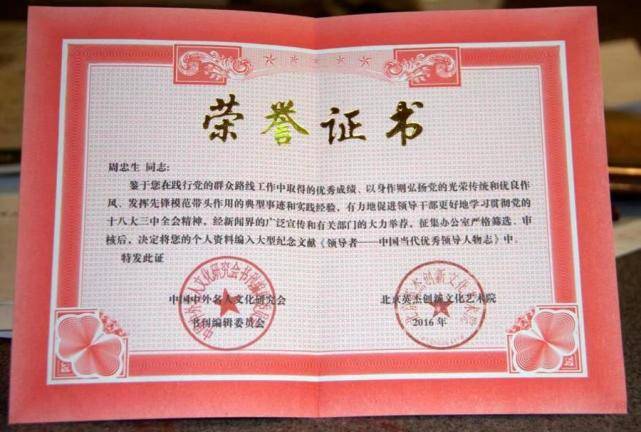 荣誉证书
周忠生 同志:
鉴于您在践行党的群众路线工作中取得的优秀成绩、以身作则弘扬党的光荣传统和优良作
风、发挥先锋模范带头作用的典型事迹和实践经验，有力地促进领导干部更好地学习贯彻党的
十八大三中全会精神，经新闻界的广泛宣传和有关部门的大力举荐，征集办公室严格筛选、审
核后，决定将您的个人资料编入大型纪念文献《领导者——中国当代优秀领导人物志》中。
特发此证
中国中外名人文化研究会
书刊编辑委员会
北京英杰创新文化艺术院
2016 年